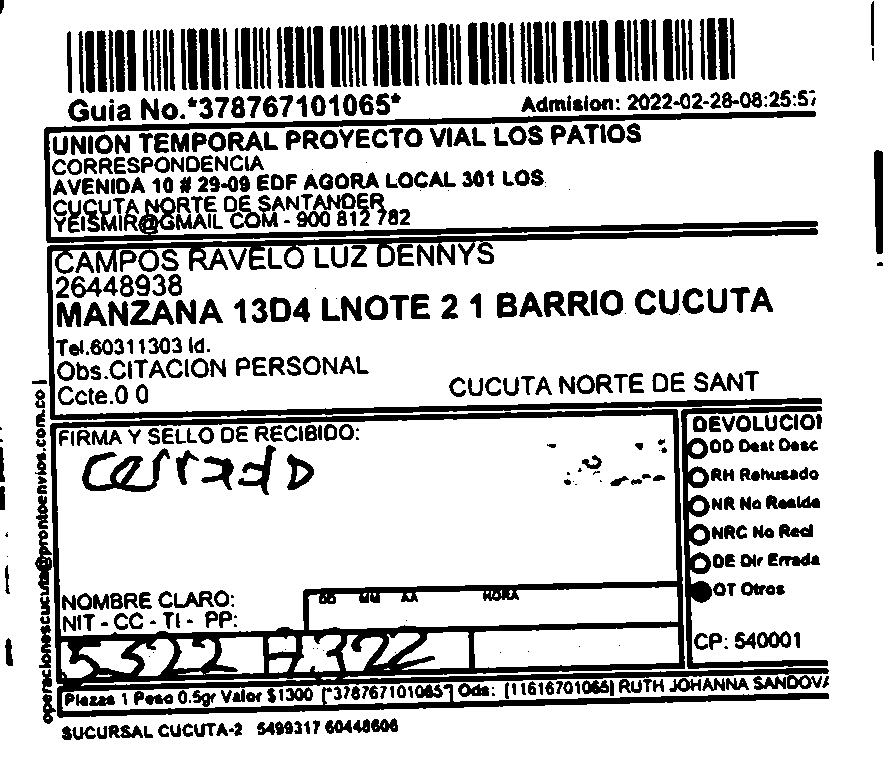 Guia No.*378767101065*
Admision: 2022-02-28-08:25:57
UNION TEMPORAL PROYECTO VIAL LOS PATIOS
CORRESPONDENCIA
AVENIDA 10 # 29-09 EDF AGORA LOCAL 301 LOS
CUCUTA NORTE DE SANTANDER
YEISMIR@GMAIL COM - 900 812 782
CAMPOS RAVELO LUZ DENNYS
26448938
MANZANA 13D4 LNOTE 2 1 BARRIO CUCUTA
Tel.60311303 Id.
Obs.CITACION PERSONAL
Ccte.0 0
CUCUTA NORTE DE SANT
operacionescucuta@prontoenvios.com.co
FIRMA Y SELLO DE RECIBIDO:
Cerrado
NOMBRE CLARO:
NIT - CC - TI - PP:
DD MM AA HORA
5322
7322
DEVOLUCION
DD Dest Desc
RH Rehusado
NR No Reside
NRC No Recl
DE Dir Errada
OT Otros
CP: 540001
Piezas 1 Peso 0.5gr Valor $1300 [*378767101065*] Ods: [11616701065] RUTH JOHANNA SANDOVA
SUCURSAL CUCUTA-2 5499317 60448606